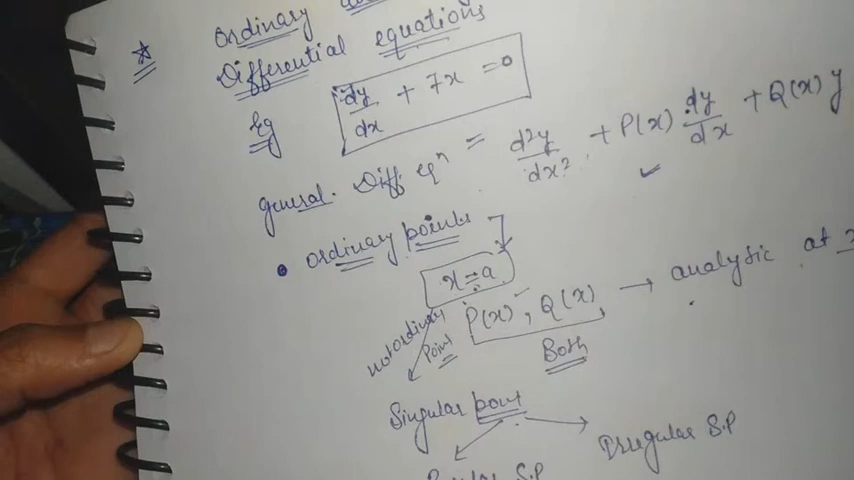 Ordinary
Differential equations
Eg dy/dx + 7x = 0
general. Diff eqⁿ = d²y/dx² + P(x) dy/dx + Q(x) y
• ordinary points
x = a
P(x), Q(x) → analytic at
not ordinary point
Both
Singular point
Irregular S.P
S.P